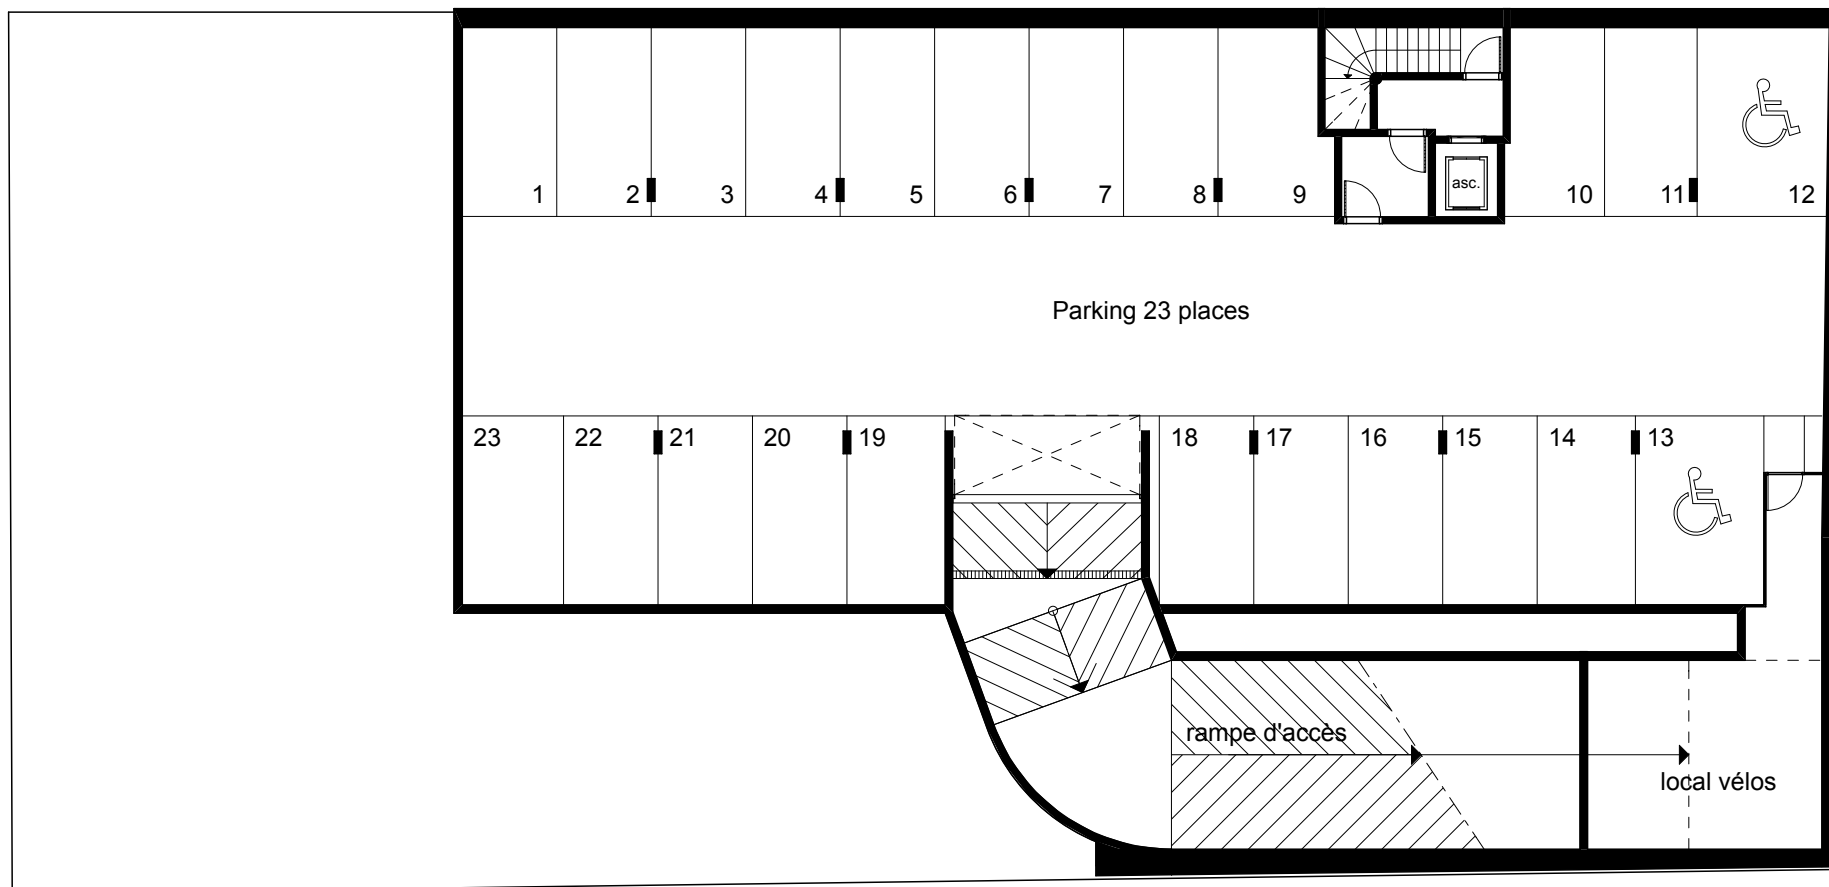 asc.
1 2 3 4 5 6 7 8 9 10 11 12
Parking 23 places
23 22 21 20 19 18 17 16 15 14 13
rampe d'accès
local vélos